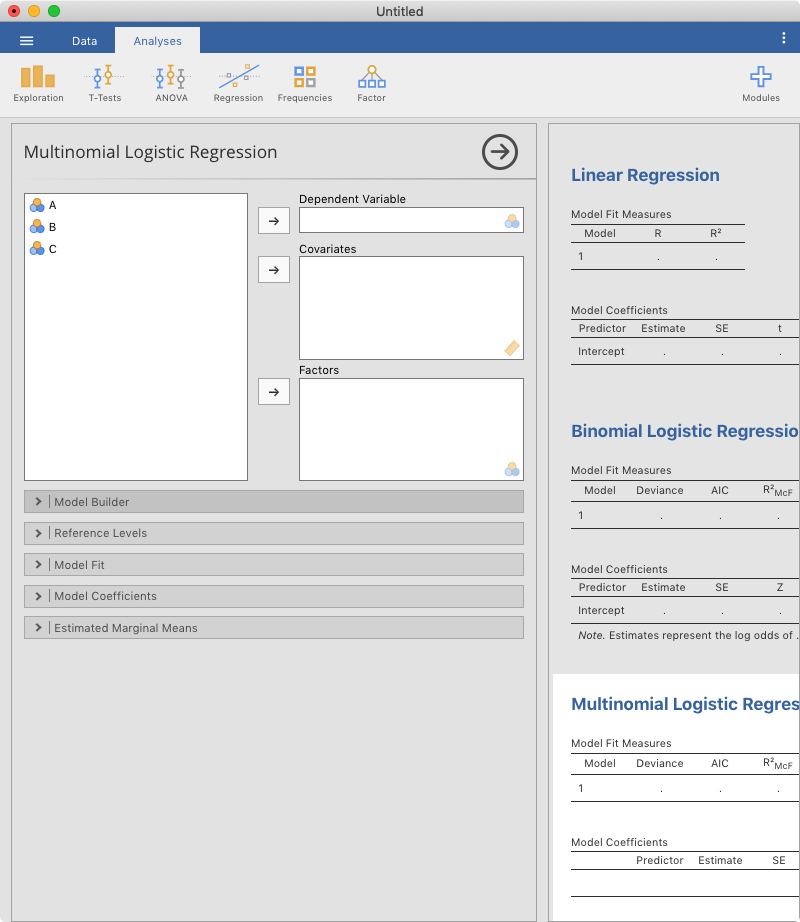 Untitled
Data
Analyses
Exploration
T-Tests
ANOVA
Regression
Frequencies
Factor
Modules
Multinomial Logistic Regression
A
B
C
Dependent Variable
Covariates
Factors
Model Builder
Reference Levels
Model Fit
Model Coefficients
Estimated Marginal Means
Linear Regression
Model Fit Measures
Model R R²
1 . .
Model Coefficients
Predictor Estimate SE t
Intercept . . .
Binomial Logistic Regressio
Model Fit Measures
Model Deviance AIC R²McF
1 . . .
Model Coefficients
Predictor Estimate SE Z
Intercept . . .
Note. Estimates represent the log odds of .
Multinomial Logistic Regres
Model Fit Measures
Model Deviance AIC R²McF
1 . . .
Model Coefficients
Predictor Estimate SE